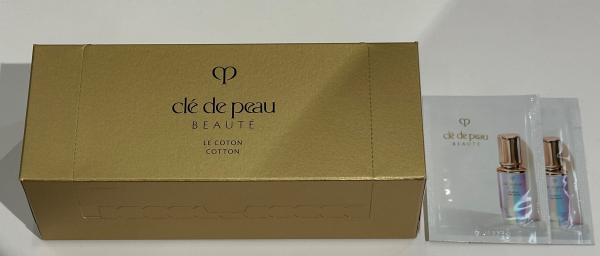 clé de peau
BEAUTÉ
LE COTON
COTTON
clé de peau
BEAUTÉ